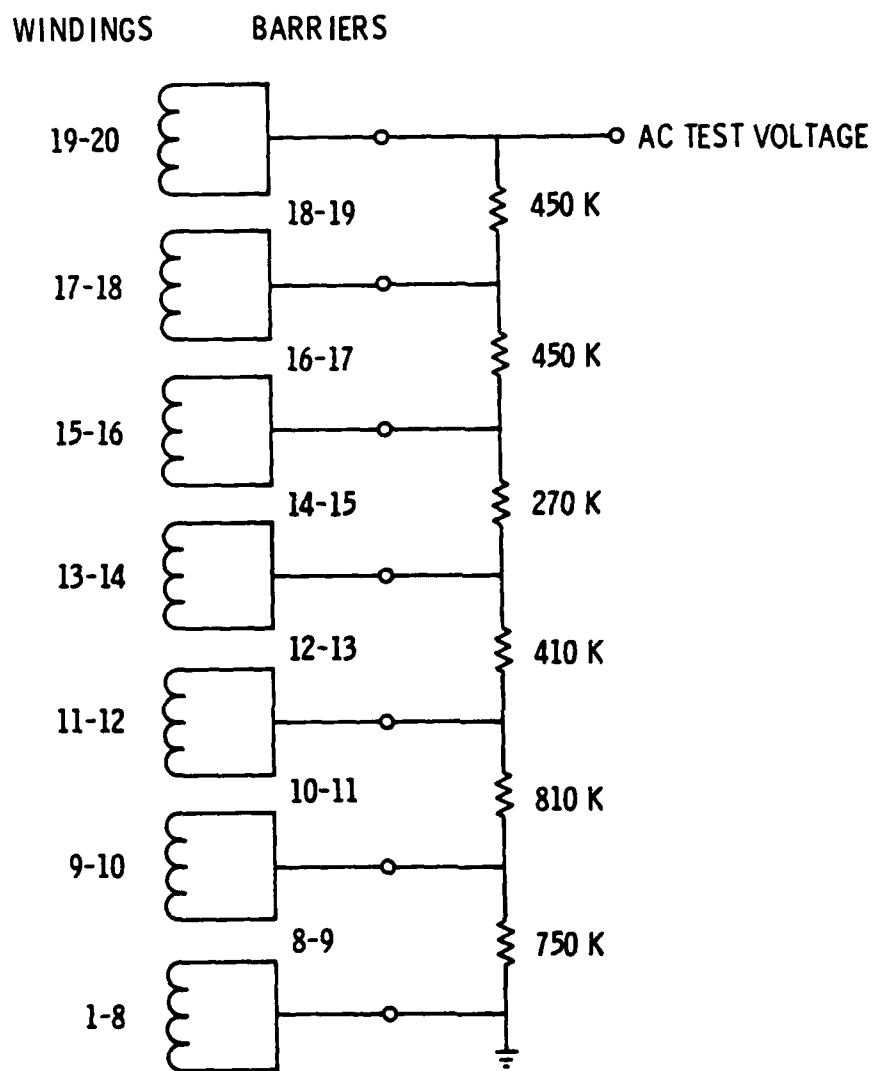 WINDINGS BARRIERS
19-20
AC TEST VOLTAGE
18-19
450 K
17-18
16-17
450 K
15-16
14-15
270 K
13-14
12-13
410 K
11-12
10-11
810 K
9-10
8-9
750 K
1-8